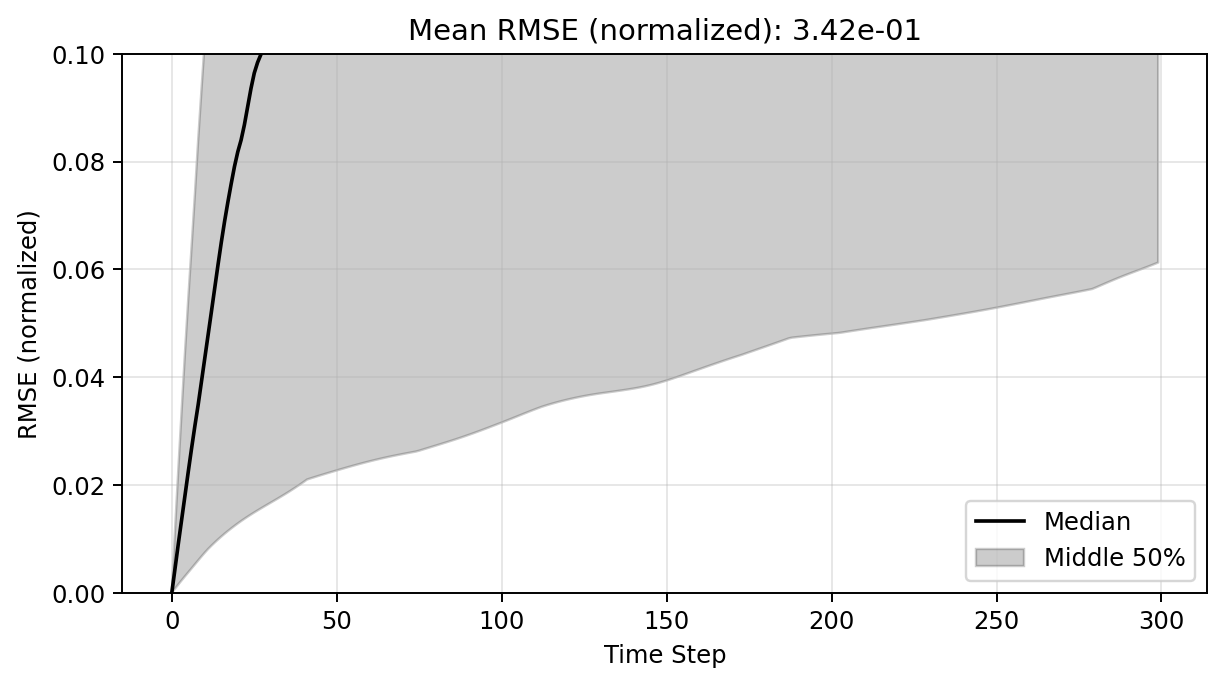 Mean RMSE (normalized): 3.42e-01
RMSE (normalized)
0.10
0.08
0.06
0.04
0.02
0.00
0 50 100 150 200 250 300
Time Step
Median
Middle 50%